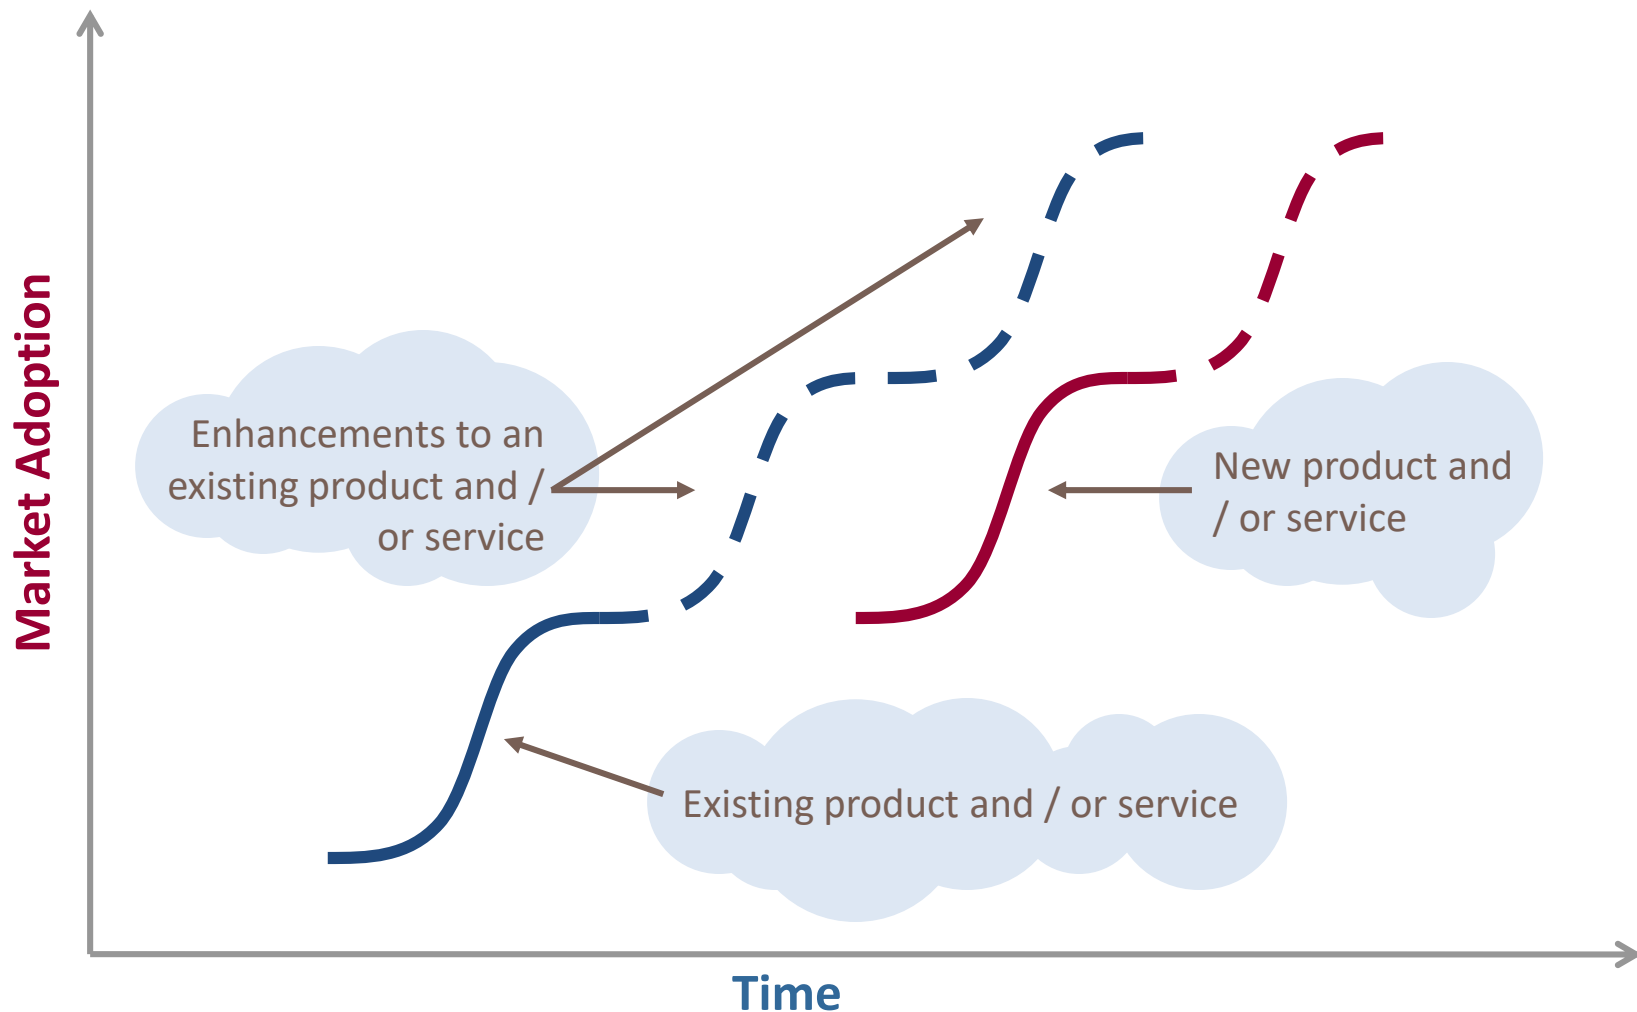 Market Adoption
Enhancements to an
existing product and /
or service
New product and
/ or service
Existing product and / or service
Time